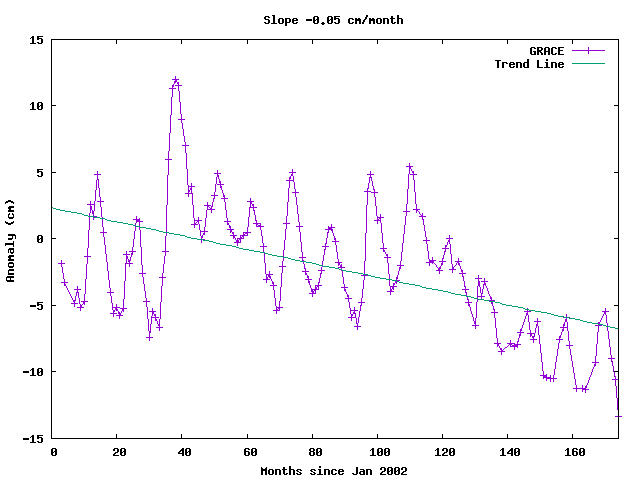 Slope -0.05 cm/month
GRACE
Trend Line
15
10
5
0
-5
-10
-15
Anomaly (cm)
0 20 40 60 80 100 120 140 160
Months since Jan 2002